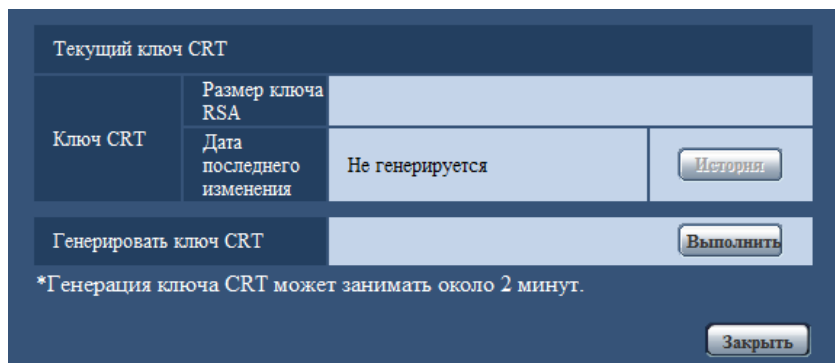 Текущий ключ CRT
Ключ CRT
Размер ключа
RSA
Дата
последнего
изменения
Не генерируется
История
Генерировать ключ CRT
Выполнить
*Генерация ключа CRT может занимать около 2 минут.
Закрыть